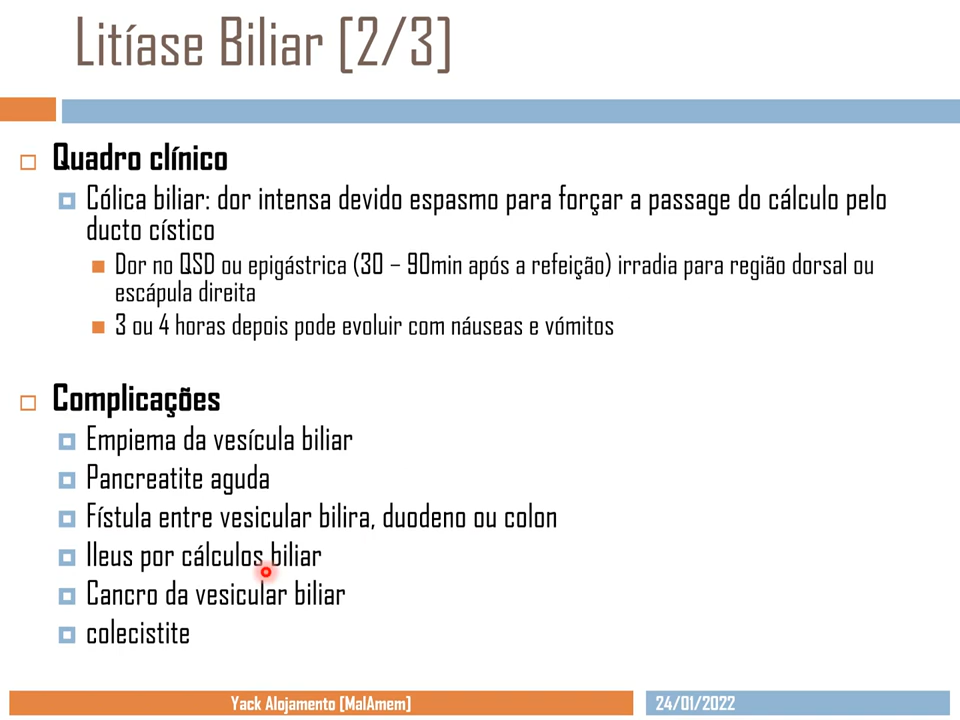 Litíase Biliar [2/3]
Quadro clínico
Cólica biliar: dor intensa devido espasmo para forçar a passage do cálculo pelo
ducto cístico
Dor no QSD ou epigástrica (30 – 90min após a refeição) irradia para região dorsal ou
escápula direita
3 ou 4 horas depois pode evoluir com náuseas e vómitos
Complicações
Empiema da vesícula biliar
Pancreatite aguda
Fístula entre vesicular bilira, duodeno ou colon
Ileus por cálculos biliar
Cancro da vesicular biliar
colecistite
Yack Alojamento [MalAmem]
24/01/2022